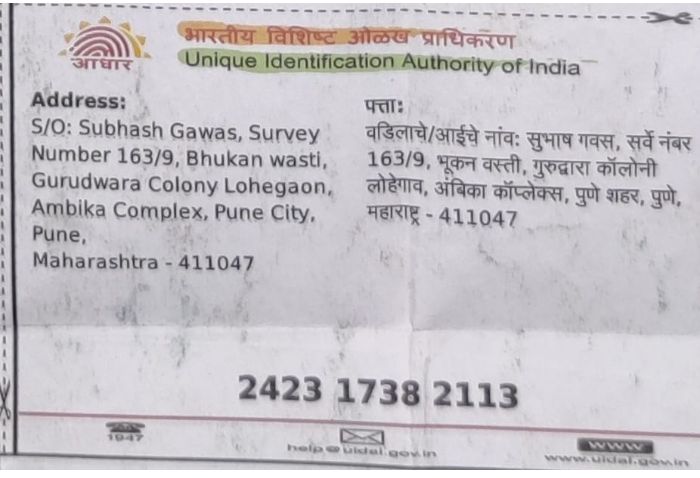 भारतीय विशिष्ट ओळख प्राधिकरण
आधार
Unique Identification Authority of India
Address:
S/O: Subhash Gawas, Survey
Number 163/9, Bhukan wasti,
Gurudwara Colony Lohegaon,
Ambika Complex, Pune City,
Pune,
Maharashtra - 411047
पत्ता:
वडिलाचे/आईचे नांव: सुभाष गवस, सर्वे नंबर
163/9, भूकन वस्ती, गुरुद्वारा कॉलोनी
लोहेगाव, अंबिका कॉप्लेक्स, पुणे शहर, पुणे,
महाराष्ट्र - 411047
2423 1738 2113
1947
help@uidai.gov.in
WWW
www.uidai.gov.in